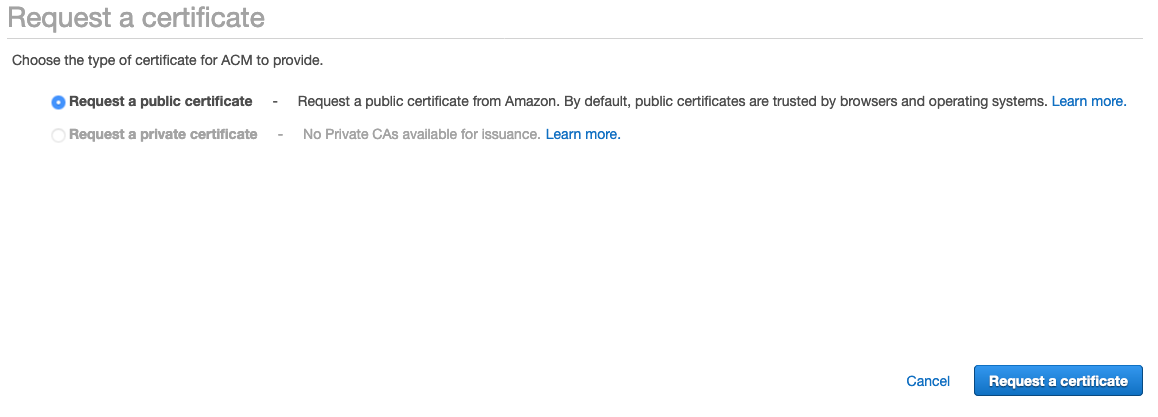 Request a certificate
Choose the type of certificate for ACM to provide.
Request a public certificate - Request a public certificate from Amazon. By default, public certificates are trusted by browsers and operating systems. Learn more.
Request a private certificate - No Private CAs available for issuance. Learn more.
Cancel Request a certificate